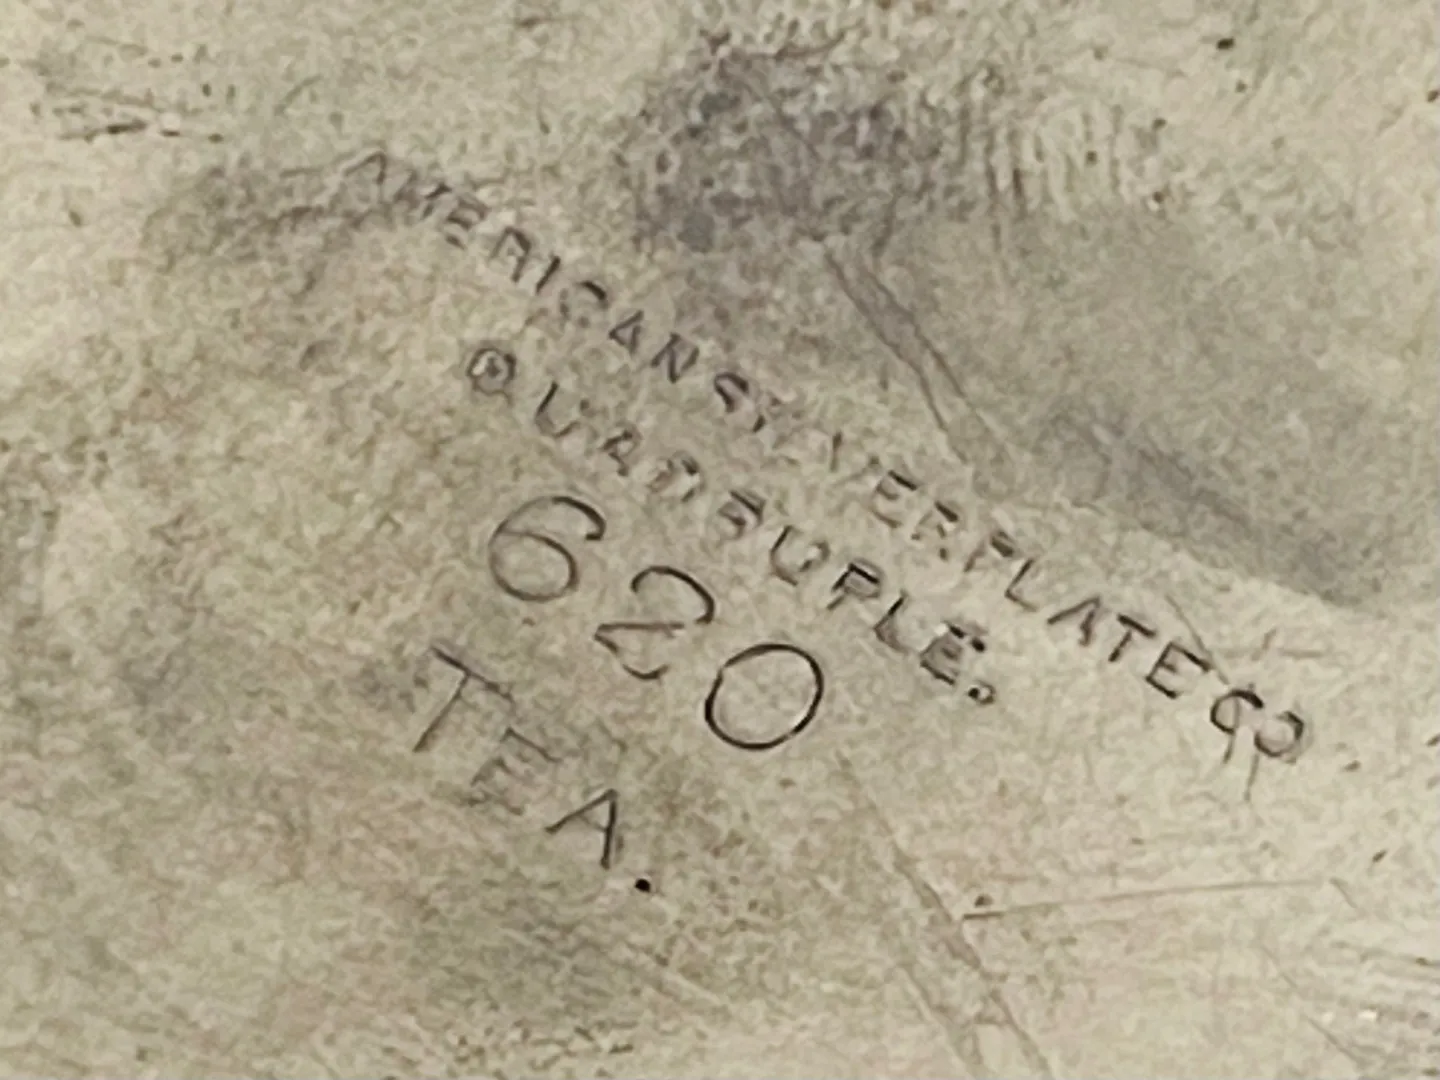 AMERICAN SILVER PLATE CO
QUADRUPLE.
620
TEA.